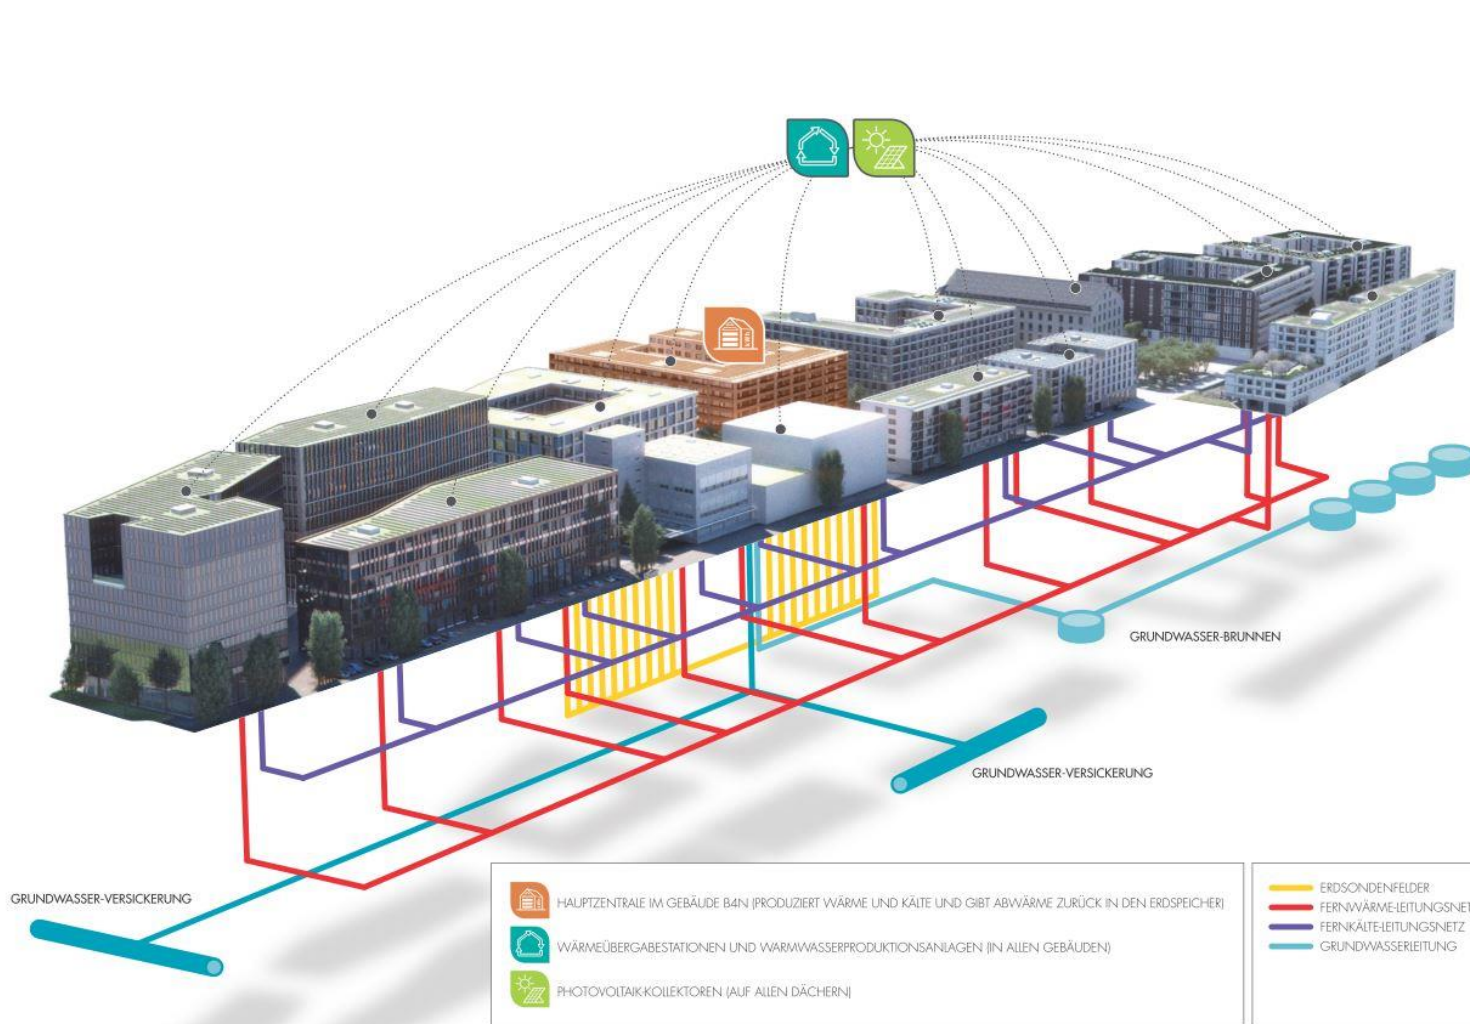 GRUNDWASSER-BRUNNEN
GRUNDWASSER-VERSICKERUNG
GRUNDWASSER-VERSICKERUNG
HAUPTZENTRALE IM GEBÄUDE B4N (PRODUZIERT WÄRME UND KÄLTE UND GIBT ABWÄRME ZURÜCK IN DEN ERDSPEICHER)
WÄRMEÜBERGABESTATIONEN UND WARMWASSERPRODUKTIONSANLAGEN (IN ALLEN GEBÄUDEN)
PHOTOVOLTAIK-KOLLEKTOREN (AUF ALLEN DÄCHERN)
ERDSONDENFELDER
FERNWÄRME-LEITUNGSNET
FERNKÄLTE-LEITUNGSNETZ
GRUNDWASSERLEITUNG